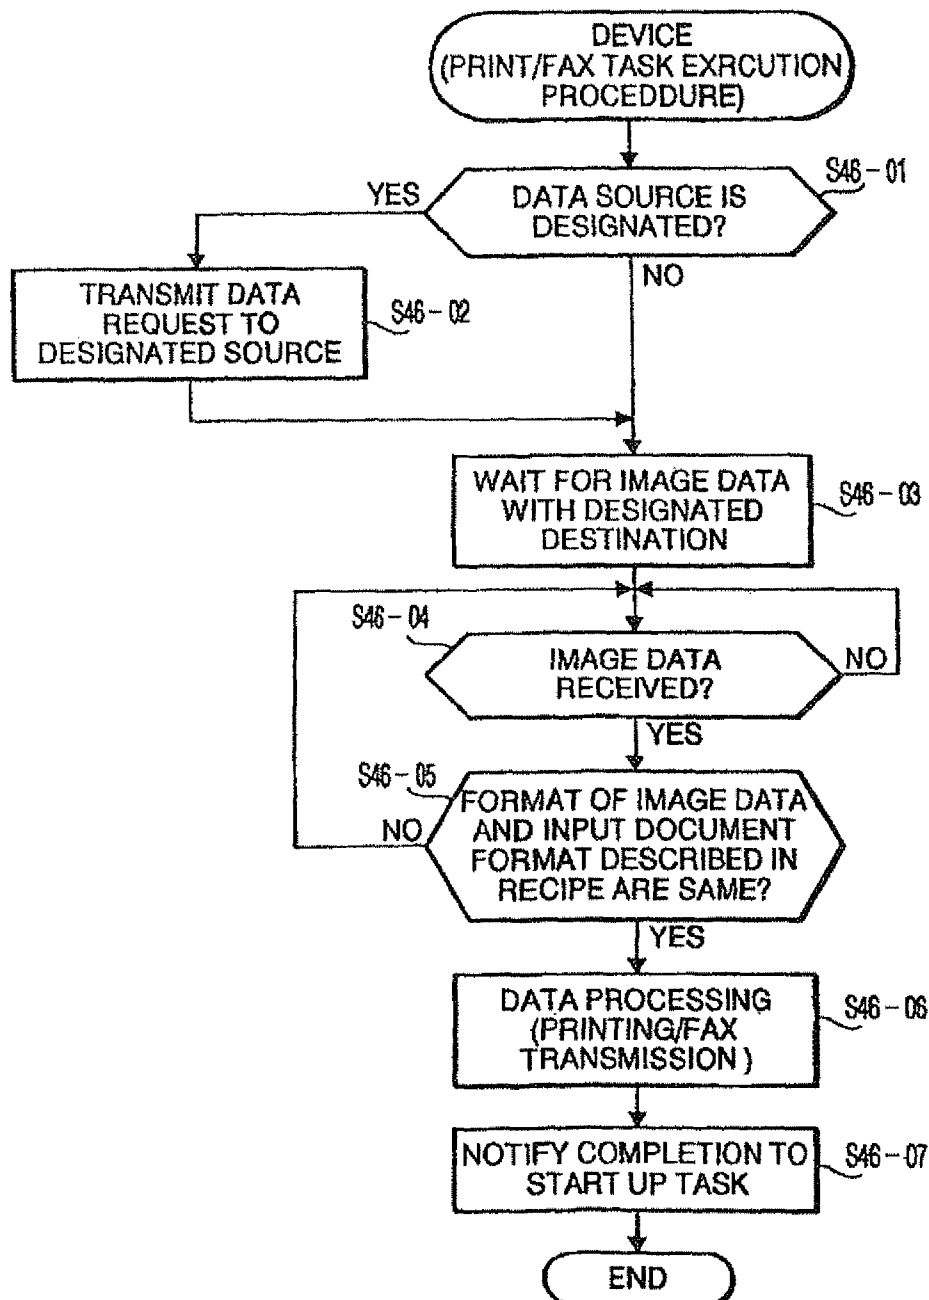 DEVICE
(PRINT/FAX TASK EXRCUTION
PROCEDDURE)
S46-01
YES
DATA SOURCE IS
DESIGNATED?
NO
TRANSMIT DATA
REQUEST TO
DESIGNATED SOURCE
S46-02
WAIT FOR IMAGE DATA
WITH DESIGNATED
DESTINATION
S46-03
S46-04
IMAGE DATA
RECEIVED?
NO
YES
S46-05
FORMAT OF IMAGE DATA
AND INPUT DOCUMENT
FORMAT DESCRIBED IN
RECIPE ARE SAME?
NO
YES
DATA PROCESSING
(PRINTING/FAX
TRANSMISSION)
S46-06
NOTIFY COMPLETION TO
START UP TASK
S46-07
END